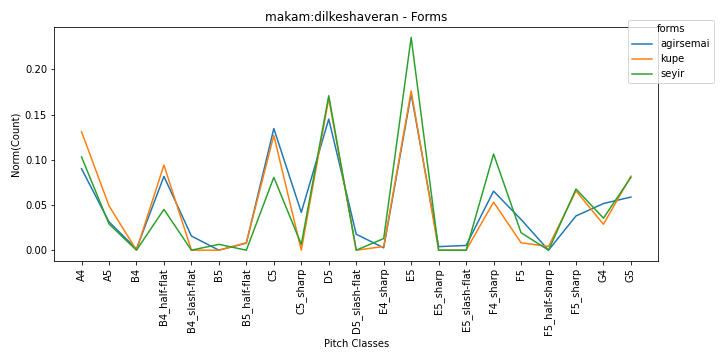 makam:dilkeshaveran - Forms
forms
agirsemai
kupe
seyir
Norm(Count)
0.20
0.15
0.10
0.05
0.00
A4
A5
B4
B4_half-flat
B4_slash-flat
B5
B5_half-flat
C5
C5_sharp
D5
D5_slash-flat
E4_sharp
E5
E5_sharp
E5_slash-flat
F4_sharp
F5
F5_half-sharp
F5_sharp
G4
G5
Pitch Classes